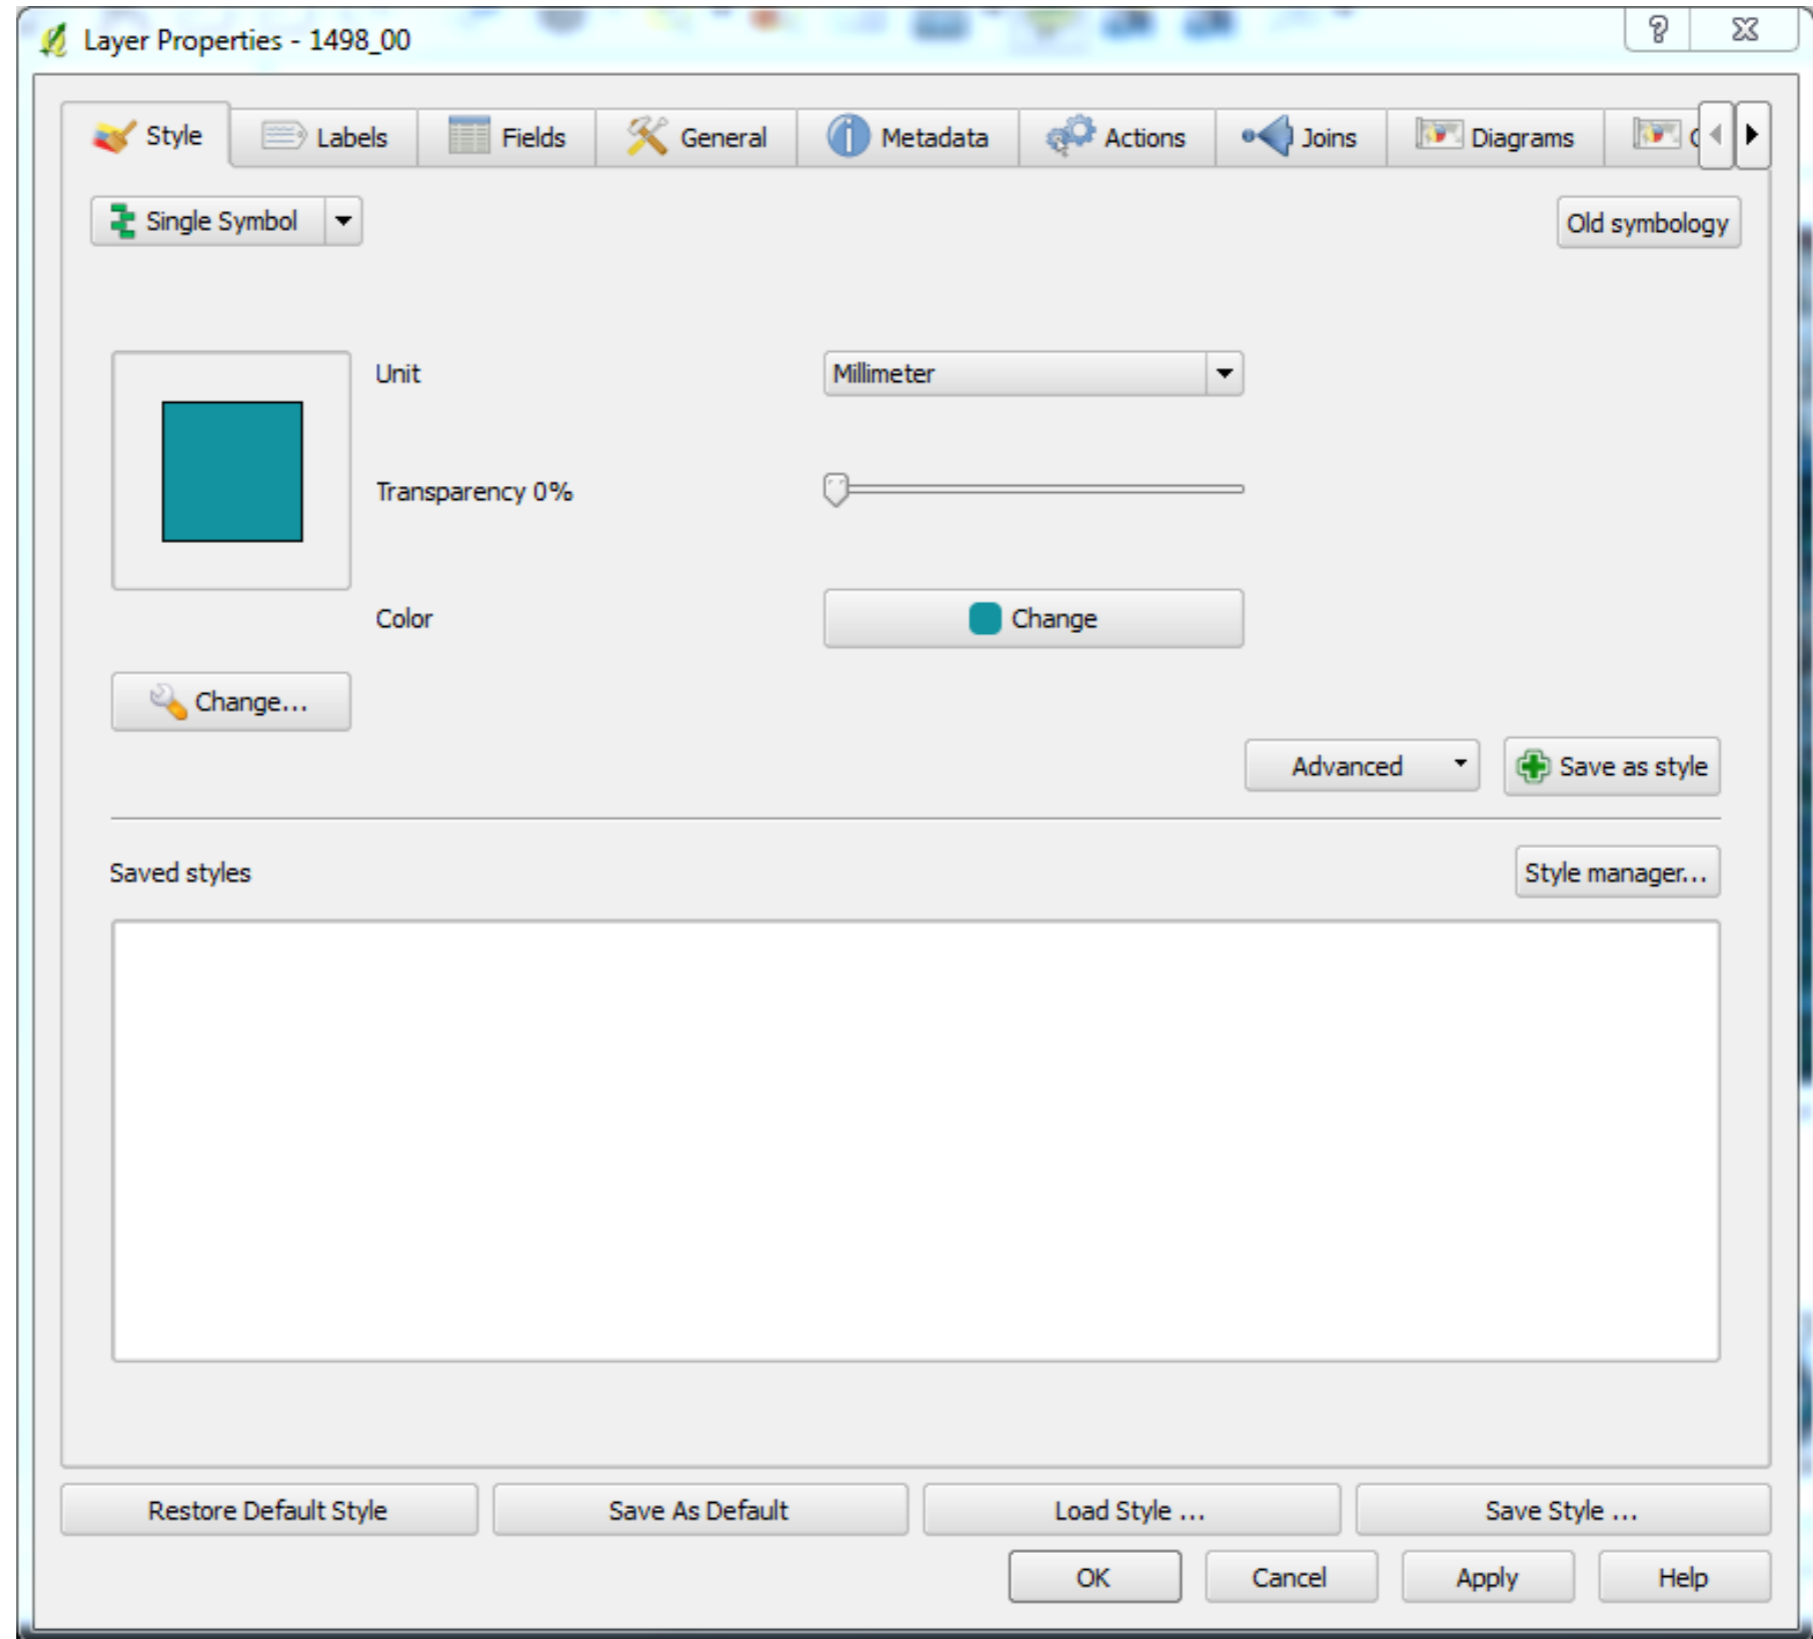 Layer Properties - 1498_00
Style Labels Fields General Metadata Actions Joins Diagrams
Single Symbol Old symbology
Unit Millimeter
Transparency 0%
Color Change
Change...
Advanced Save as style
Saved styles Style manager...
Restore Default Style Save As Default Load Style ... Save Style ...
OK Cancel Apply Help